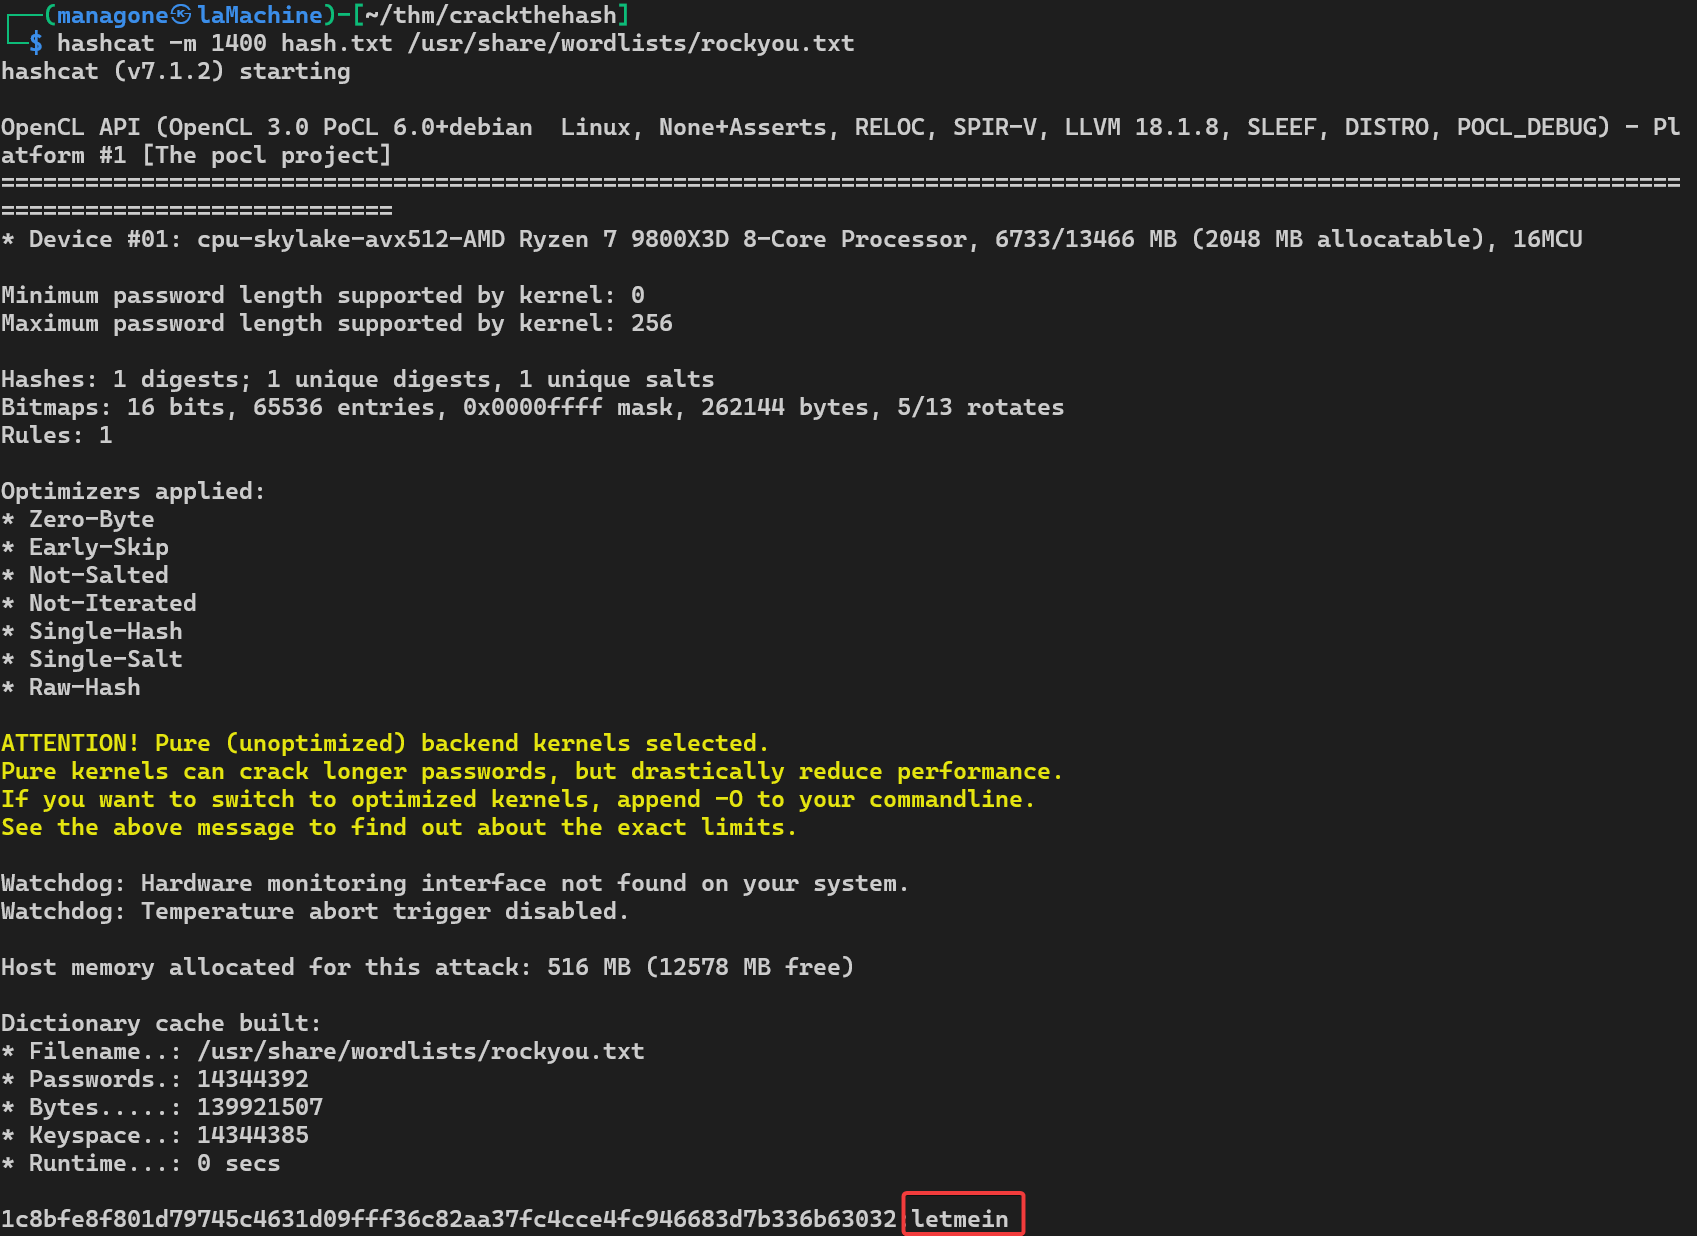 ┌──(managone㉿laMachine)-[~/thm/crackthehash]
└─$ hashcat -m 1400 hash.txt /usr/share/wordlists/rockyou.txt
hashcat (v7.1.2) starting

OpenCL API (OpenCL 3.0 PoCL 6.0+debian  Linux, None+Asserts, RELOC, SPIR-V, LLVM 18.1.8, SLEEF, DISTRO, POCL_DEBUG) - Pl
atform #1 [The pocl project]
========================================================================================================================
============================
* Device #01: cpu-skylake-avx512-AMD Ryzen 7 9800X3D 8-Core Processor, 6733/13466 MB (2048 MB allocatable), 16MCU

Minimum password length supported by kernel: 0
Maximum password length supported by kernel: 256

Hashes: 1 digests; 1 unique digests, 1 unique salts
Bitmaps: 16 bits, 65536 entries, 0x0000ffff mask, 262144 bytes, 5/13 rotates
Rules: 1

Optimizers applied:
* Zero-Byte
* Early-Skip
* Not-Salted
* Not-Iterated
* Single-Hash
* Single-Salt
* Raw-Hash

ATTENTION! Pure (unoptimized) backend kernels selected.
Pure kernels can crack longer passwords, but drastically reduce performance.
If you want to switch to optimized kernels, append -O to your commandline.
See the above message to find out about the exact limits.

Watchdog: Hardware monitoring interface not found on your system.
Watchdog: Temperature abort trigger disabled.

Host memory allocated for this attack: 516 MB (12578 MB free)

Dictionary cache built:
* Filename..: /usr/share/wordlists/rockyou.txt
* Passwords.: 14344392
* Bytes.....: 139921507
* Keyspace..: 14344385
* Runtime...: 0 secs

1c8bfe8f801d79745c4631d09fff36c82aa37fc4cce4fc946683d7b336b63032:letmein